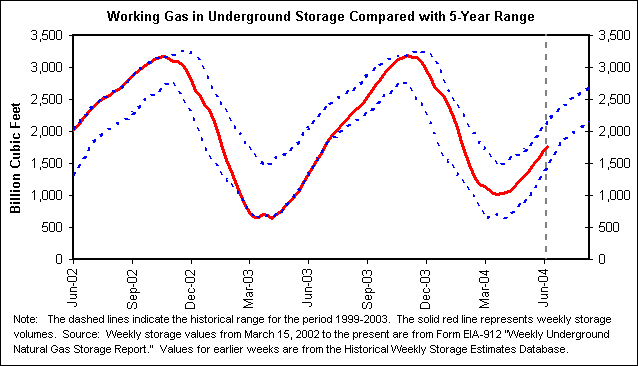 Working Gas in Underground Storage Compared with 5-Year Range
Billion Cubic Feet
3,500
3,000
2,500
2,000
1,500
1,000
500
0
3,500
3,000
2,500
2,000
1,500
1,000
500
0
Jun-02
Sep-02
Dec-02
Mar-03
Jun-03
Sep-03
Dec-03
Mar-04
Jun-04
Note: The dashed lines indicate the historical range for the period 1999-2003. The solid red line represents weekly storage
volumes. Source: Weekly storage values from March 15, 2002 to the present are from Form EIA-912 "Weekly Underground
Natural Gas Storage Report." Values for earlier weeks are from the Historical Weekly Storage Estimates Database.